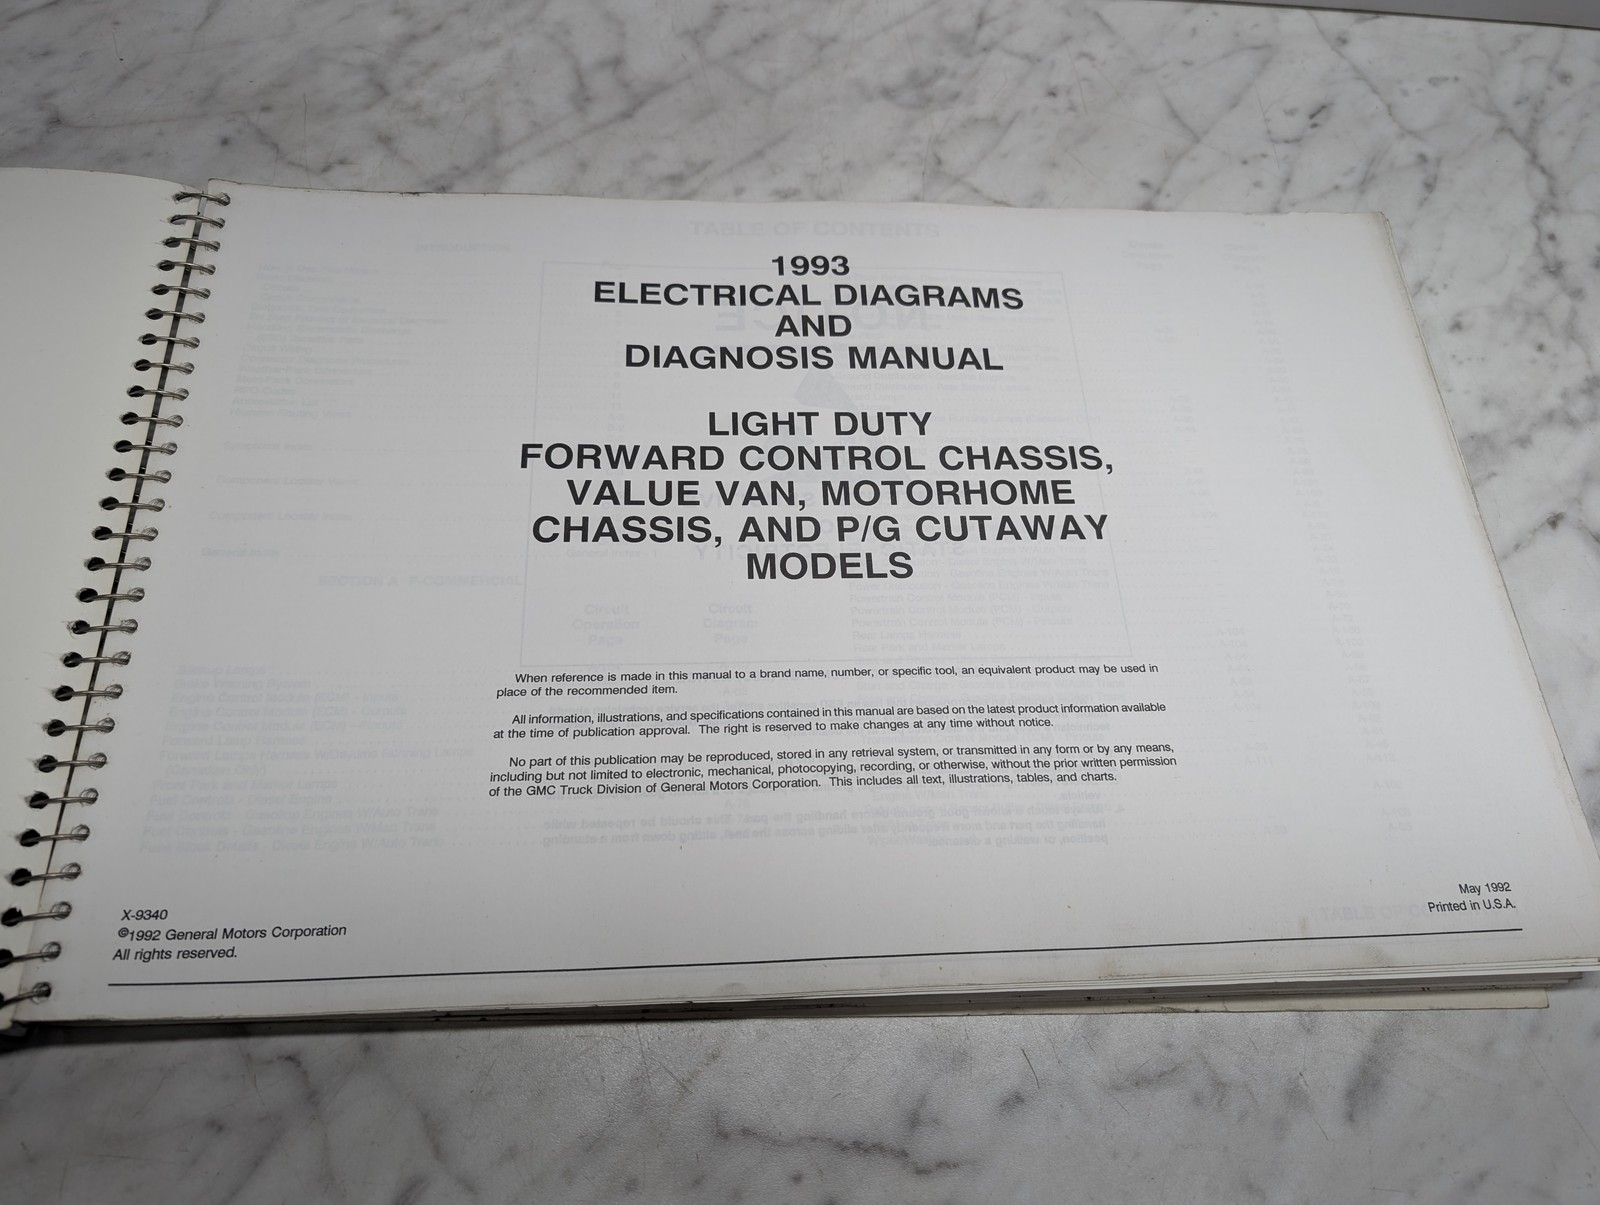 1993
ELECTRICAL DIAGRAMS
AND
DIAGNOSIS MANUAL
LIGHT DUTY
FORWARD CONTROL CHASSIS,
VALUE VAN, MOTORHOME
CHASSIS, AND P/G CUTAWAY
MODELS
When reference is made in this manual to a brand name, number, or specific tool, an equivalent product may be used in
place of the recommended item.
All information, illustrations, and specifications contained in this manual are based on the latest product information available
at the time of publication approval. The right is reserved to make changes at any time without notice.
No part of this publication may be reproduced, stored in any retrieval system, or transmitted in any form or by any means,
including but not limited to electronic, mechanical, photocopying, recording, or otherwise, without the prior written permission
of the GMC Truck Division of General Motors Corporation. This includes all text, illustrations, tables, and charts.
X-9340
©1992 General Motors Corporation
All rights reserved.
May 1992
Printed in U.S.A.